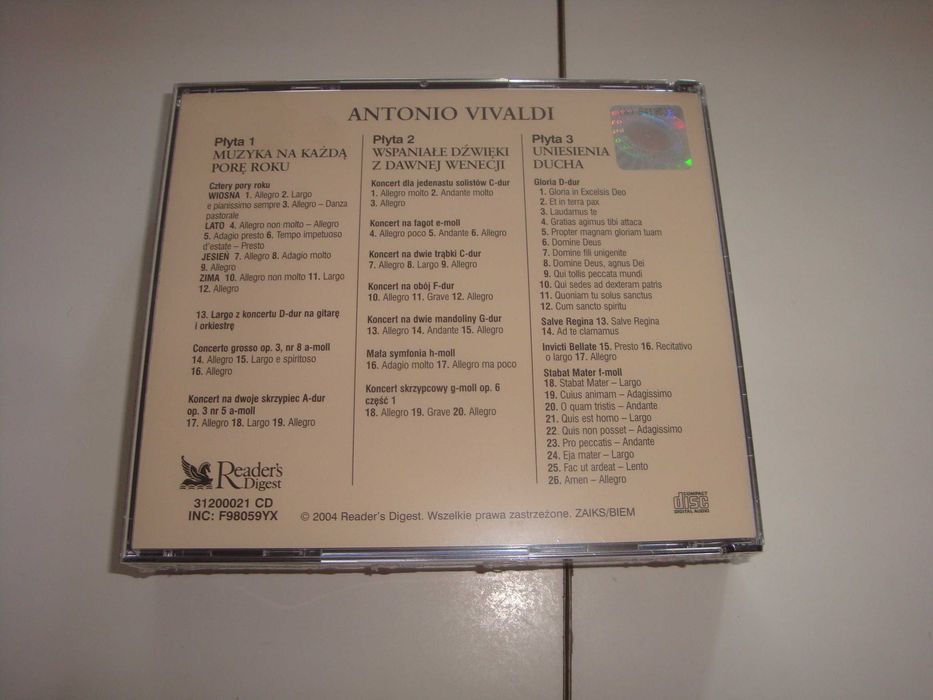 ANTONIO VIVALDI
Płyta 1
MUZYKA NA KAŻDĄ
PORĘ ROKU
Cztery pory roku
WIOSNA 1. Allegro 2. Largo
e pianissimo sempre 3. Allegro – Danza
pastorale
LATO 4. Allegro non molto – Allegro
5. Adagio presto 6. Tempo impetuoso
d'estate – Presto
JESIEŃ 7. Allegro 8. Adagio molto
9. Allegro
ZIMA 10. Allegro non molto 11. Largo
12. Allegro
13. Largo z koncertu D-dur na gitarę
i orkiestrę
Concerto grosso op. 3, nr 8 a-moll
14. Allegro 15. Largo e spiritoso
16. Allegro
Koncert na dwoje skrzypiec A-dur
op. 3 nr 5 a-moll
17. Allegro 18. Largo 19. Allegro
Płyta 2
WSPANIAŁE DŹWIĘKI
Z DAWNEJ WENECJI
Koncert dla jedenastu solistów C-dur
1. Allegro molto 2. Andante molto
3. Allegro
Koncert na fagot e-moll
4. Allegro poco 5. Andante 6. Allegro
Koncert na dwie trąbki C-dur
7. Allegro 8. Largo 9. Allegro
Koncert na obój F-dur
10. Allegro 11. Grave 12. Allegro
Koncert na dwie mandoliny G-dur
13. Allegro 14. Andante 15. Allegro
Mała symfonia h-moll
16. Adagio molto 17. Allegro ma poco
Koncert skrzypcowy g-moll op. 6
część 1
18. Allegro 19. Grave 20. Allegro
Płyta 3
UNIESIENIA
DUCHA
Gloria D-dur
1. Gloria in Excelsis Deo
2. Et in terra pax
3. Laudamus te
4. Gratias agimus tibi attaca
5. Propter magnam gloriam tuam
6. Domine Deus
7. Domine fili unigenite
8. Domine Deus, agnus Dei
9. Qui tollis peccata mundi
10. Qui sedes ad dexteram patris
11. Quoniam tu solus sanctus
12. Cum sancto spiritu
Salve Regina 13. Salve Regina
14. Ad te clamamus
Invicti Bellate 15. Presto 16. Recitativo
o largo 17. Allegro
Stabat Mater f-moll
18. Stabat Mater – Largo
19. Cuius animam – Adagissimo
20. O quam tristis – Andante
21. Quis est homo – Largo
22. Quis non posset – Adagissimo
23. Pro peccatis – Andante
24. Eja mater – Largo
25. Fac ut ardeat – Lento
26. Amen – Allegro
Reader's
Digest
31200021 CD
INC: F98059YX
© 2004 Reader's Digest. Wszelkie prawa zastrzeżone. ZAIKS/BIEM
COMPACT
disc
DIGITAL AUDIO